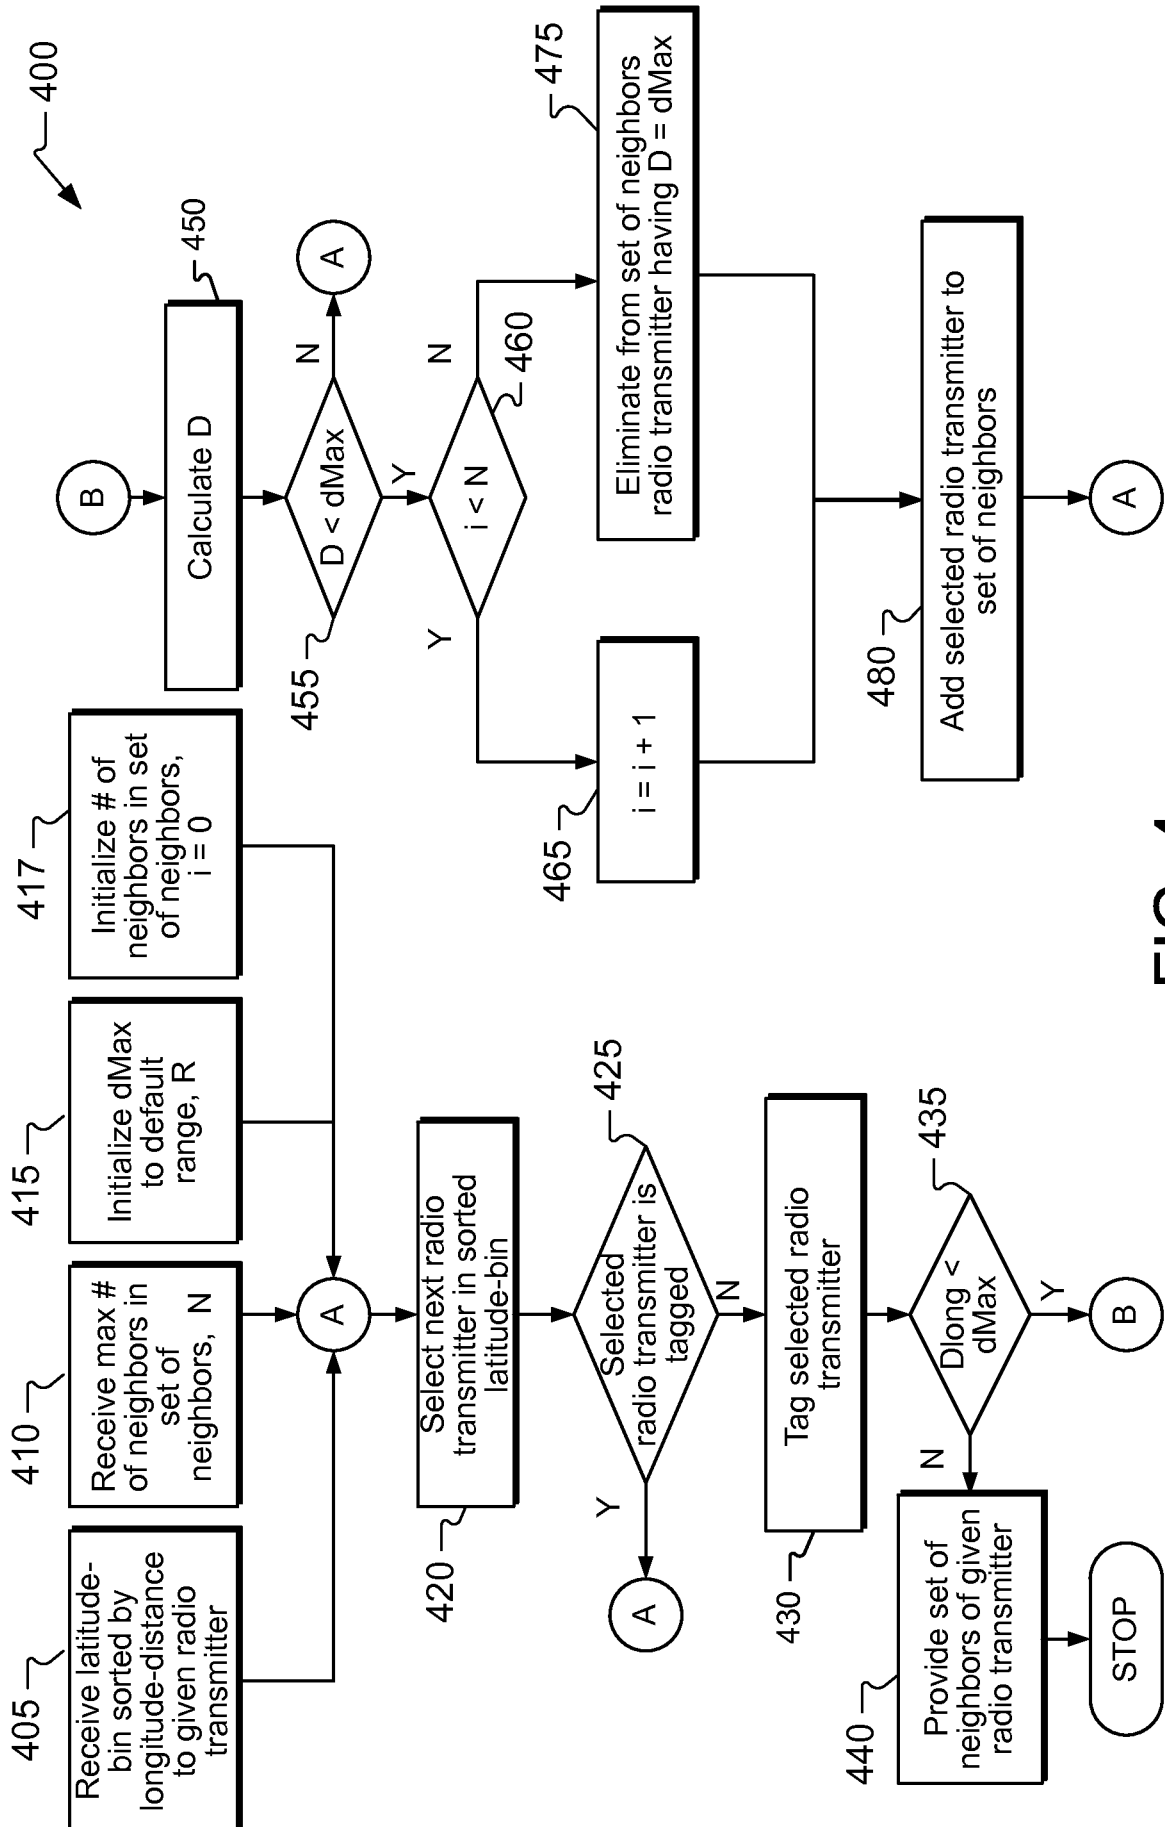 400
405
Receive latitude-
bin sorted by
longitude-distance
to given radio
transmitter
410
Receive max #
of neighbors in
set of
neighbors, N
415
Initialize dMax
to default
range, R
417
Initialize # of
neighbors in set
of neighbors,
i = 0
A
420
Select next radio
transmitter in sorted
latitude-bin
425
Selected
radio transmitter is
tagged
Y
A
N
430
Tag selected radio
transmitter
435
Dlong <
dMax
N
Y
B
440
Provide set of
neighbors of given
radio transmitter
STOP
B
450
Calculate D
455
D < dMax
N
A
Y
460
i < N
Y
N
465
i = i + 1
475
Eliminate from set of neighbors
radio transmitter having D = dMax
480
Add selected radio transmitter to
set of neighbors
A